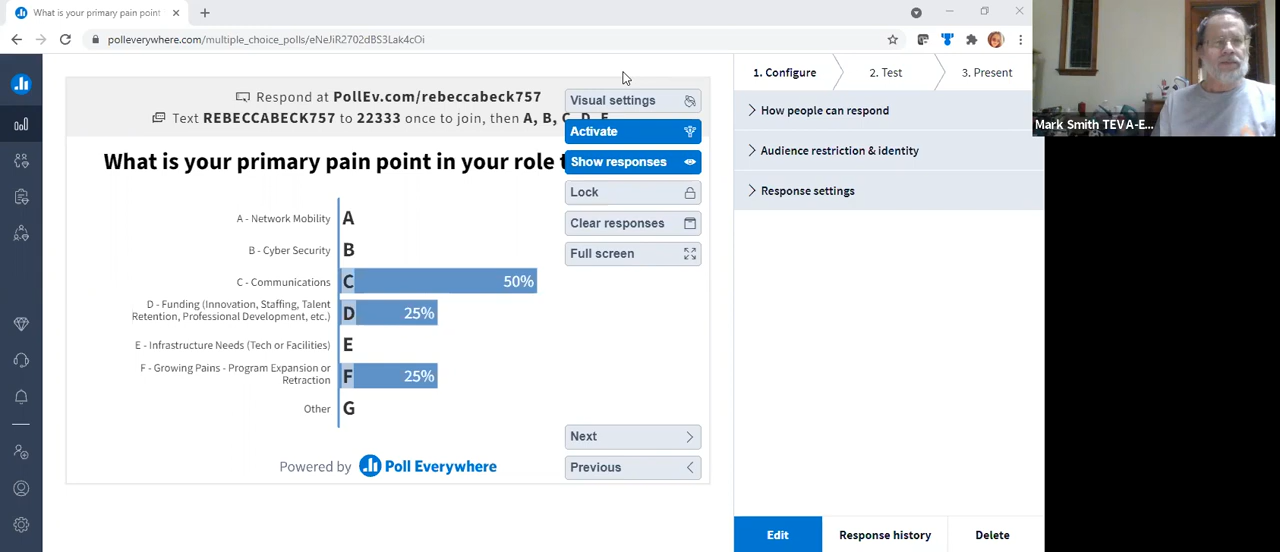 What is your primary pain point
polleverywhere.com/multiple_choice_polls/eNeJiR2702dBS3Lak4cOi
Respond at PollEv.com/rebeccabeck757
Text REBECCABECK757 to 22333 once to join, then A, B, C, D, E
What is your primary pain point in your role
A - Network Mobility A
B - Cyber Security B
C - Communications C 50%
D - Funding (Innovation, Staffing, Talent
Retention, Professional Development, etc.) D 25%
E - Infrastructure Needs (Tech or Facilities) E
F - Growing Pains - Program Expansion or
Retraction F 25%
Other G
Powered by Poll Everywhere
Visual settings
Activate
Show responses
Lock
Clear responses
Full screen
Next
Previous
1. Configure 2. Test 3. Present
How people can respond
Audience restriction & identity
Response settings
Edit Response history Delete
Mark Smith TEVA-E...